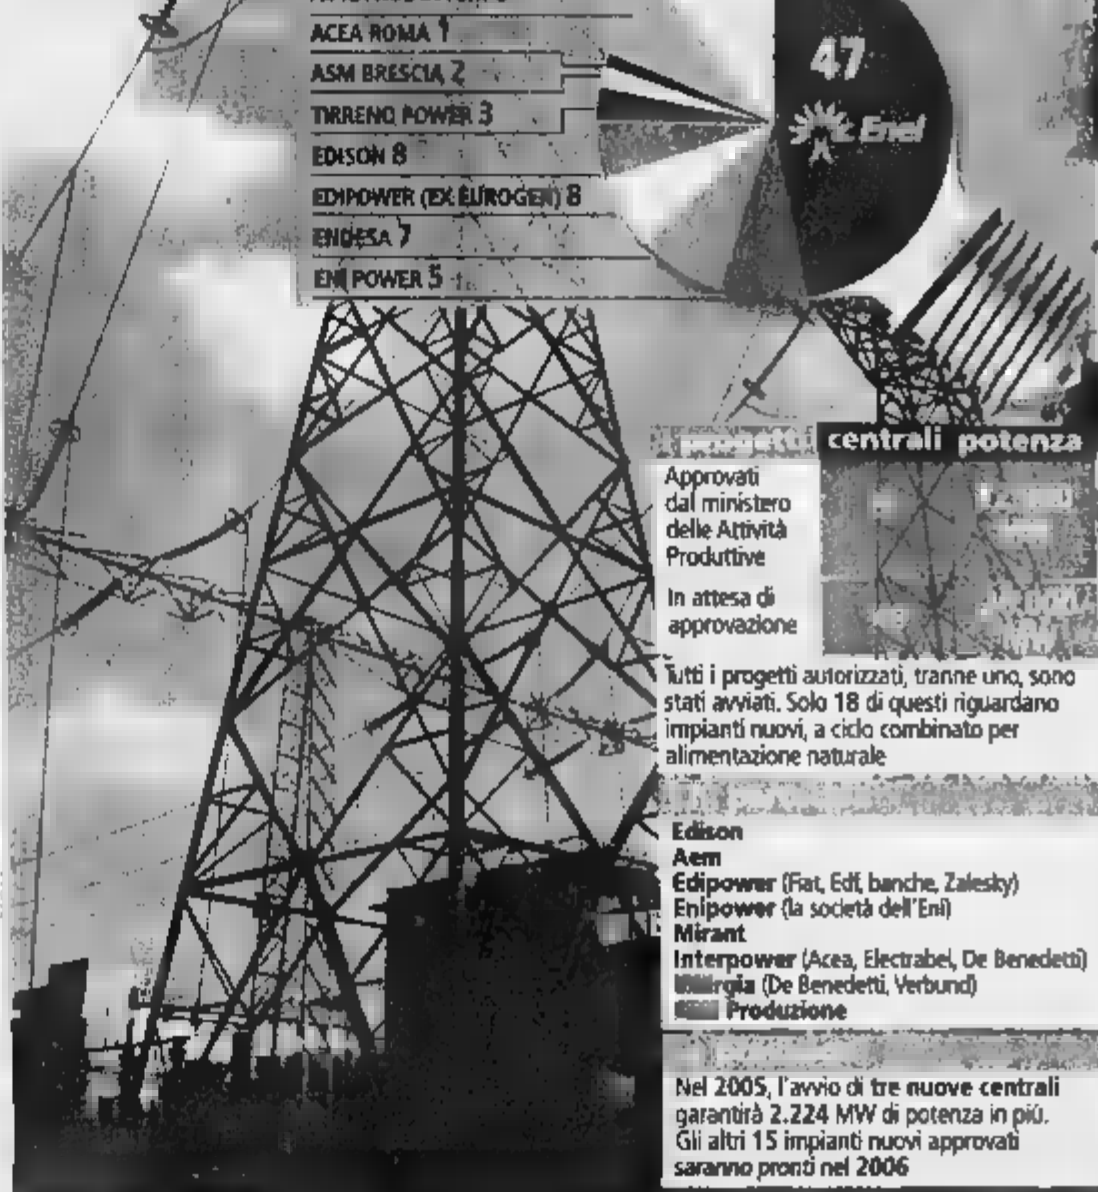 ACEA ROMA 1
ASM BRESCIA 2
TIRRENO POWER 3
EDISON 8
EDIPOWER (EX EUROGEN) 8
ENDESA 7
ENI POWER 5
47
Enel
progetti centrali potenza
Approvati
dal ministero
delle Attività
Produttive
In attesa di
approvazione
Tutti i progetti autorizzati, tranne uno, sono
stati avviati. Solo 18 di questi riguardano
impianti nuovi, a ciclo combinato per
alimentazione naturale
Edison
Aem
Edipower (Fiat, Edf, banche, Zalesky)
Enipower (la società dell'Eni)
Mirant
Interpower (Acea, Electrabel, De Benedetti)
(De Benedetti, Verbund)
Produzione
Nel 2005, l'avvio di tre nuove centrali
garantirà 2.224 MW di potenza in più.
Gli altri 15 impianti nuovi approvati
saranno pronti nel 2006